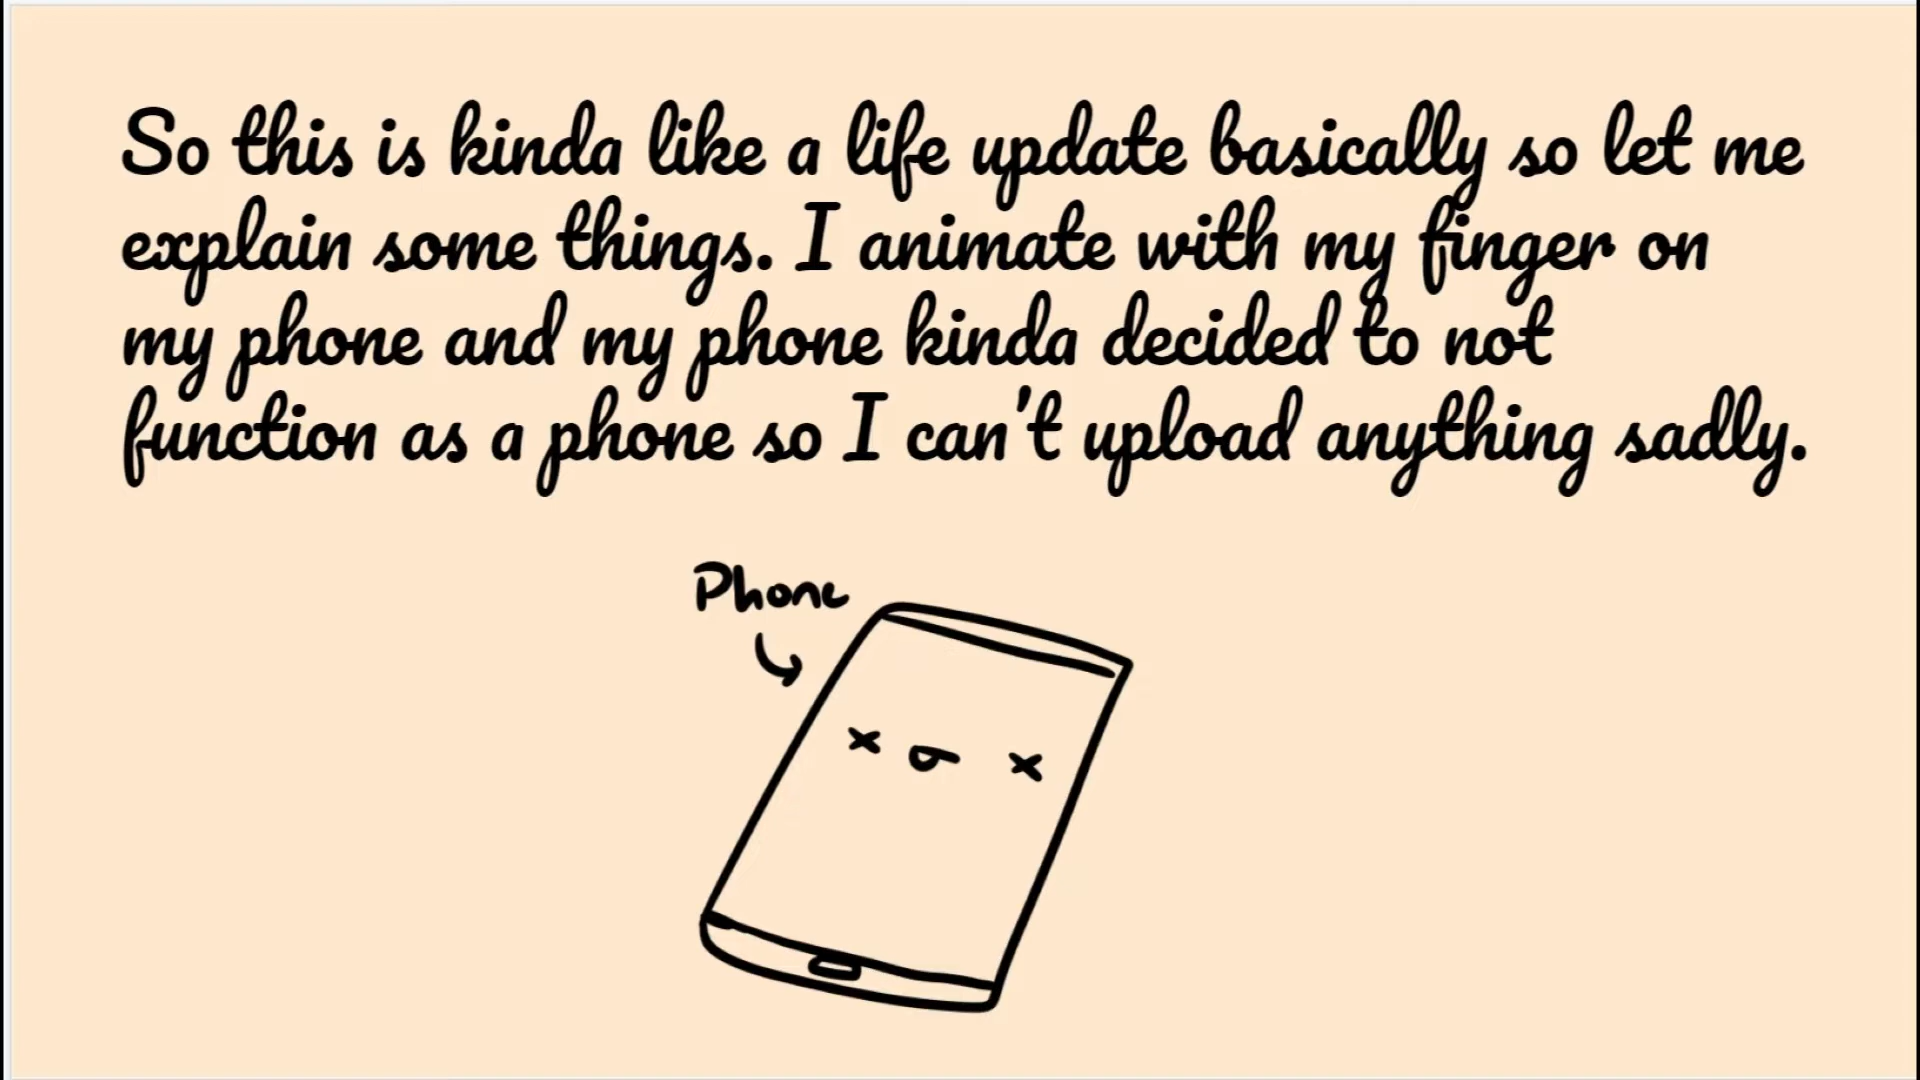 So this is kinda like a life update basically so let me
explain some things. I animate with my finger on
my phone and my phone kinda decided to not
function as a phone so I can't upload anything sadly.
Phone